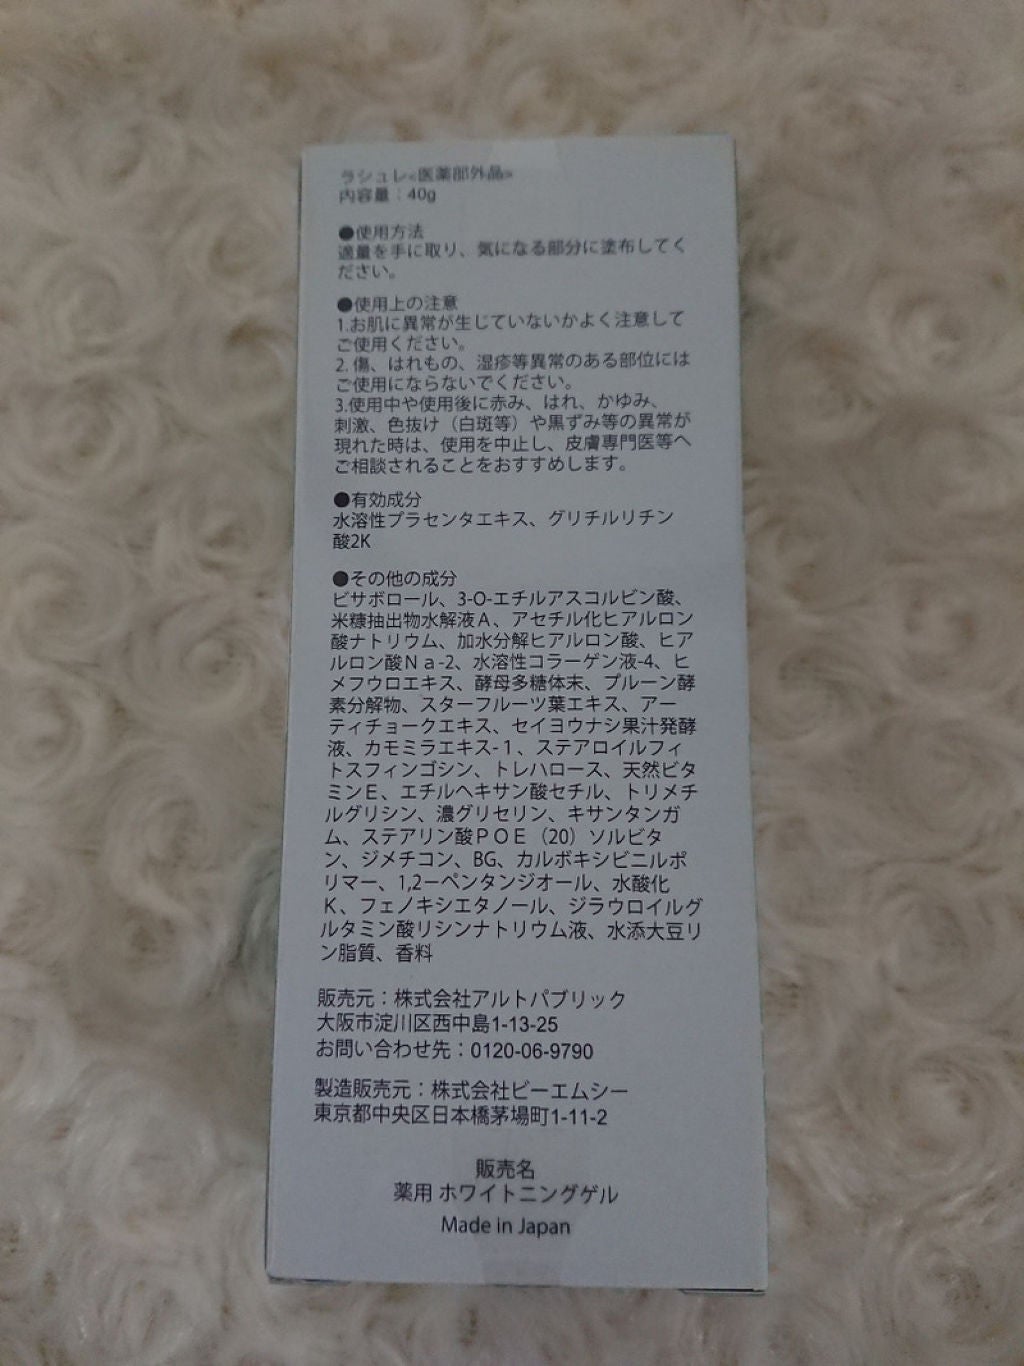 ラシュレ<医薬部外品>
内容量：40g
●使用方法
適量を手に取り、気になる部分に塗布してく
ださい。
●使用上の注意
1.お肌に異常が生じていないかよく注意して
ご使用ください。
2. 傷、はれもの、湿疹等異常のある部位には
ご使用にならないでください。
3.使用中や使用後に赤み、はれ、かゆみ、
刺激、色抜け（白斑等）や黒ずみ等の異常が
現れた時は、使用を中止し、皮膚専門医等へ
ご相談されることをおすすめします。
●有効成分
水溶性プラセンタエキス、グリチルリチン
酸2K
●その他の成分
ビサボロール、3-O-エチルアスコルビン酸、
米糠抽出物水解液Ａ、アセチル化ヒアルロン
酸ナトリウム、加水分解ヒアルロン酸、ヒア
ルロン酸Ｎａ-2、水溶性コラーゲン液-4、ヒ
メフウロエキス、酵母多糖体末、プルーン酵
素分解物、スターフルーツ葉エキス、アー
ティチョークエキス、セイヨウナシ果汁発酵
液、カモミラエキス-１、ステアロイルフィ
トスフィンゴシン、トレハロース、天然ビタ
ミンＥ、エチルヘキサン酸セチル、トリメチ
ルグリシン、濃グリセリン、キサンタンガ
ム、ステアリン酸ＰＯＥ（20）ソルビタ
ン、ジメチコン、BG、カルボキシビニルポ
リマー、1,2ーペンタンジオール、水酸化
Ｋ、フェノキシエタノール、ジラウロイルグ
ルタミン酸リシンナトリウム液、水添大豆リ
ン脂質、香料
販売元：株式会社アルトパブリック
大阪市淀川区西中島1-13-25
お問い合わせ先：0120-06-9790
製造販売元：株式会社ビーエムシー
東京都中央区日本橋茅場町1-11-2
販売名
薬用 ホワイトニングゲル
Made in Japan